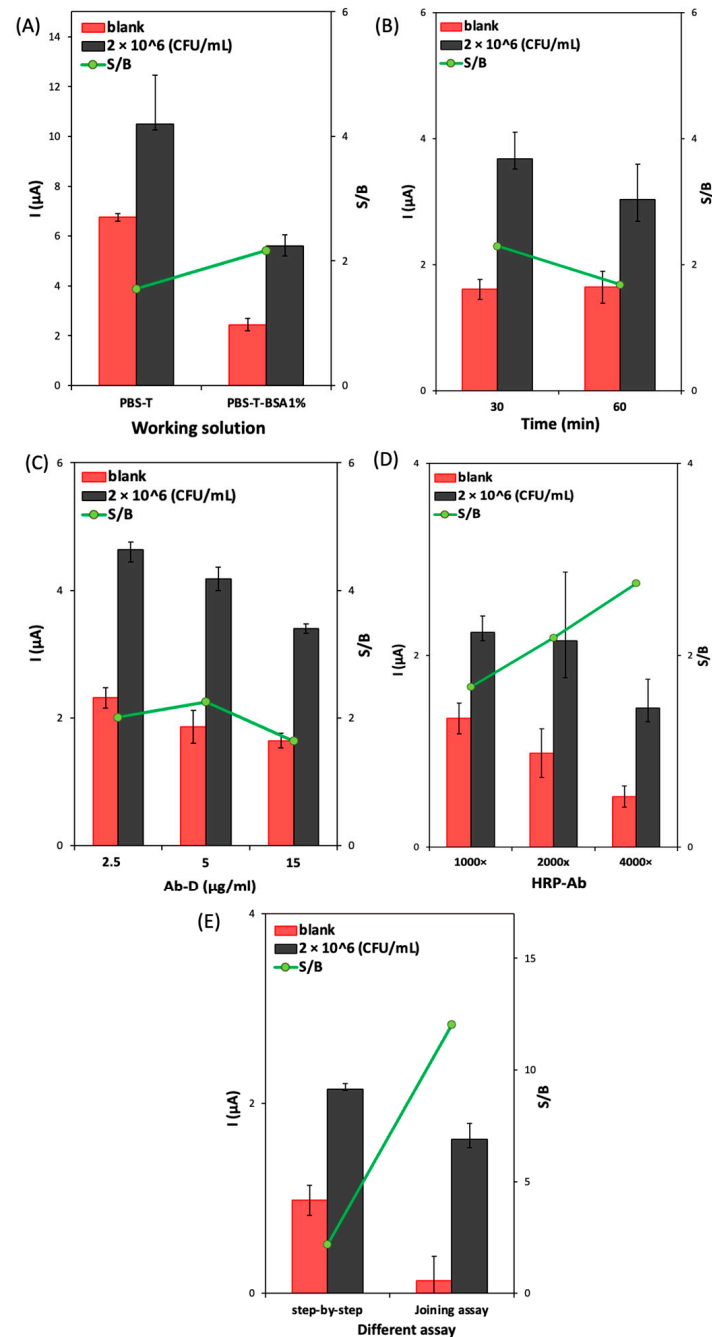 (A)
blank
2 × 10^6 (CFU/mL)
S/B
14
12
10
8
6
4
2
0
I (µA)
6
4
2
0
S/B
PBS-T
PBS-T-BSA1%
Working solution
(B)
blank
2 × 10^6 (CFU/mL)
S/B
6
4
2
0
I (µA)
6
4
2
0
S/B
30
60
Time (min)
(C)
blank
2 × 10^6 (CFU/mL)
S/B
6
4
2
0
I (µA)
6
4
2
0
S/B
2.5
5
15
Ab-D (µg/ml)
(D)
blank
2 × 10^6 (CFU/mL)
S/B
4
2
0
I (µA)
4
2
0
S/B
1000×
2000x
4000×
HRP-Ab
(E)
blank
2 × 10^6 (CFU/mL)
S/B
4
2
0
I (µA)
15
10
5
0
S/B
step-by-step
Joining assay
Different assay